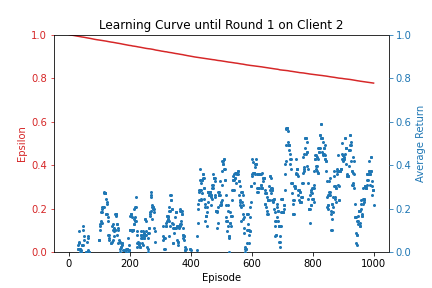 Learning Curve until Round 1 on Client 2
1.0 1.0
0.8 0.8
0.6 0.6
0.4 0.4
0.2 0.2
0.0 0.0
Epsilon
Average Return
0 200 400 600 800 1000
Episode